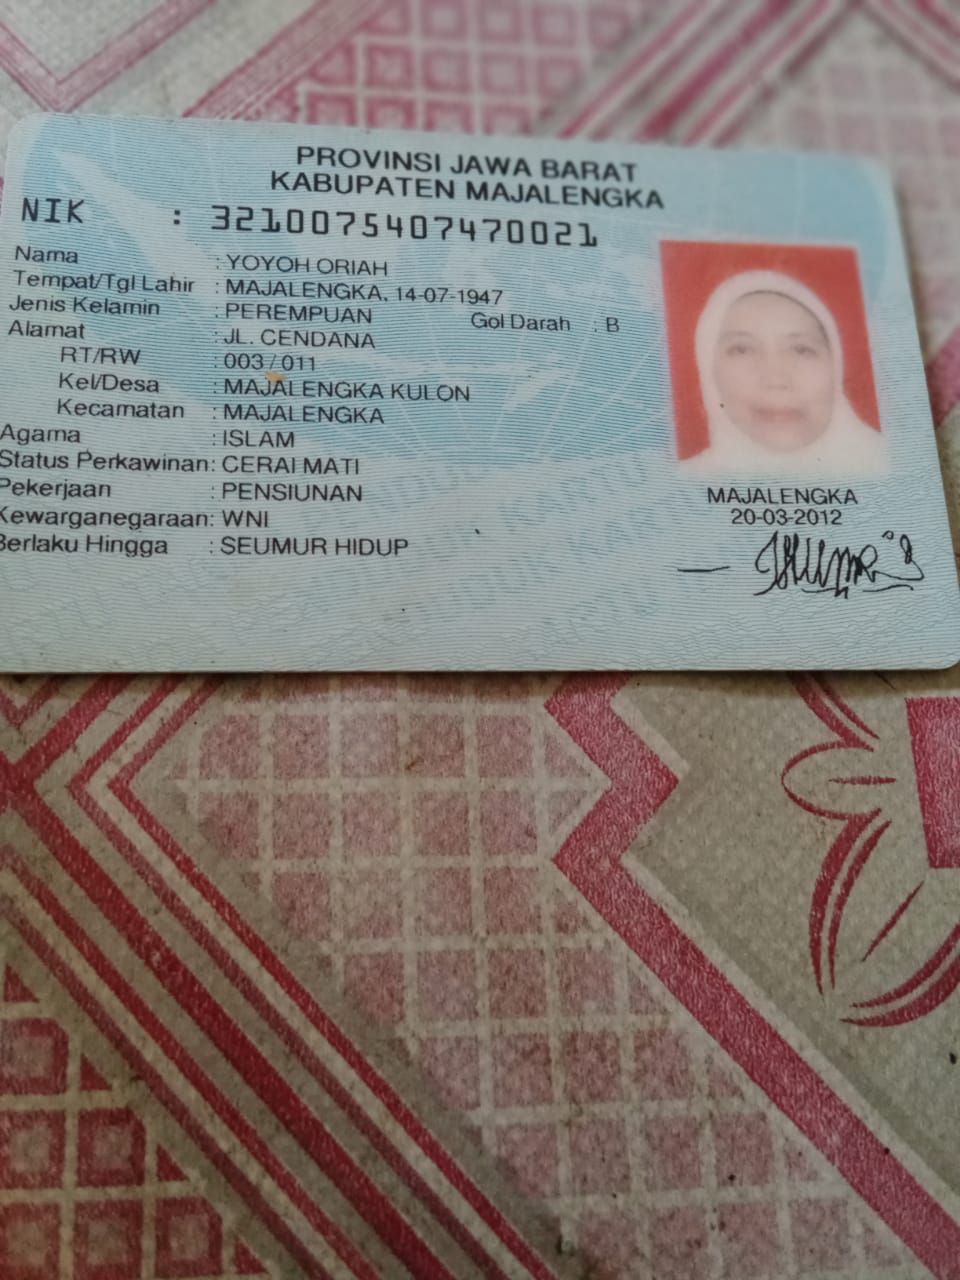 PROVINSI JAWA BARAT
KABUPATEN MAJALENGKA
NIK : 3210075407470021
Nama : YOYOH ORIAH
Tempat/Tgl Lahir : MAJALENGKA, 14-07-1947
Jenis Kelamin : PEREMPUAN Gol Darah : B
Alamat : JL. CENDANA
RT/RW : 003 / 011
Kel/Desa : MAJALENGKA KULON
Kecamatan : MAJALENGKA
Agama : ISLAM
Status Perkawinan: CERAI MATI
Pekerjaan : PENSIUNAN
Kewarganegaraan: WNI
Berlaku Hingga : SEUMUR HIDUP
MAJALENGKA
20-03-2012